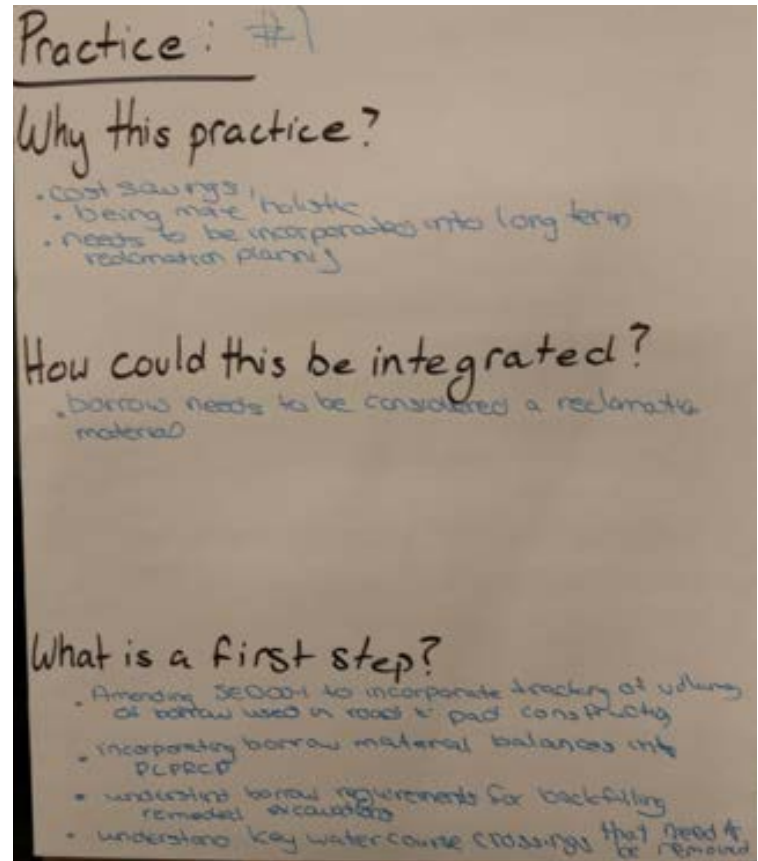 Practice: #1
Why this practice?
• cost savings,
• being more holistic
• needs to be incorporated into long term
reclamation planning
How could this be integrated?
• borrow needs to be considered a reclamation
material
What is a first step?
• Amending SED001 to incorporate tracking of volumes
of borrow used in road & pad construction
• incorporating borrow material balances into
PLPRCP
• understand borrow requirements for backfilling
remedial excavations
• understand key watercourse crossings that need to
be removed